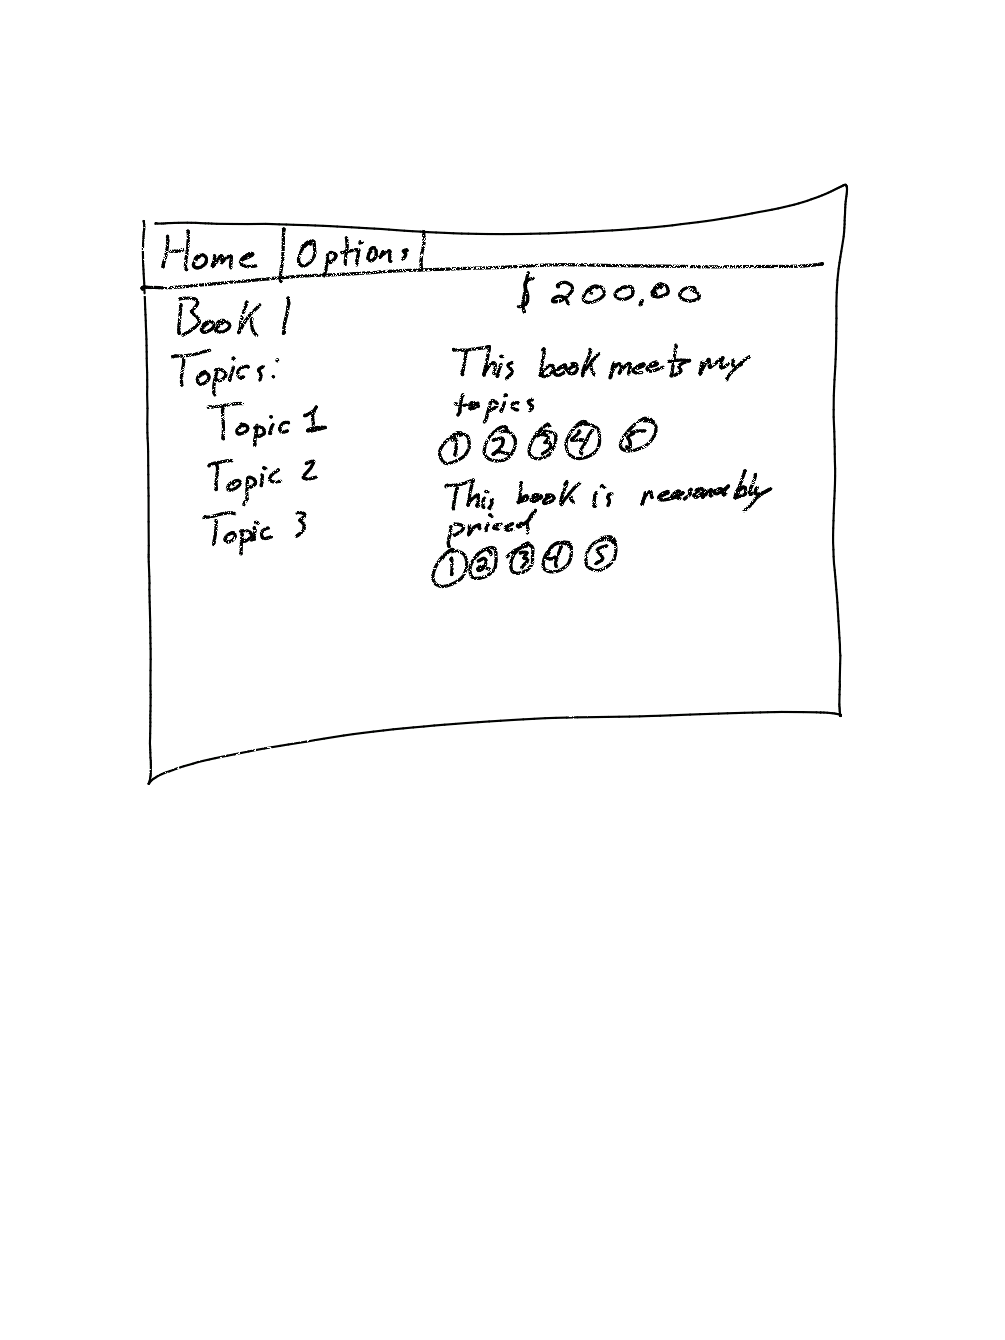 Home | Options |
Book 1
$ 200.00
Topics:
Topic 1
Topic 2
Topic 3
This book meets my
topics
1 2 3 4 5
This book is reasonably
priced
1 2 3 4 5